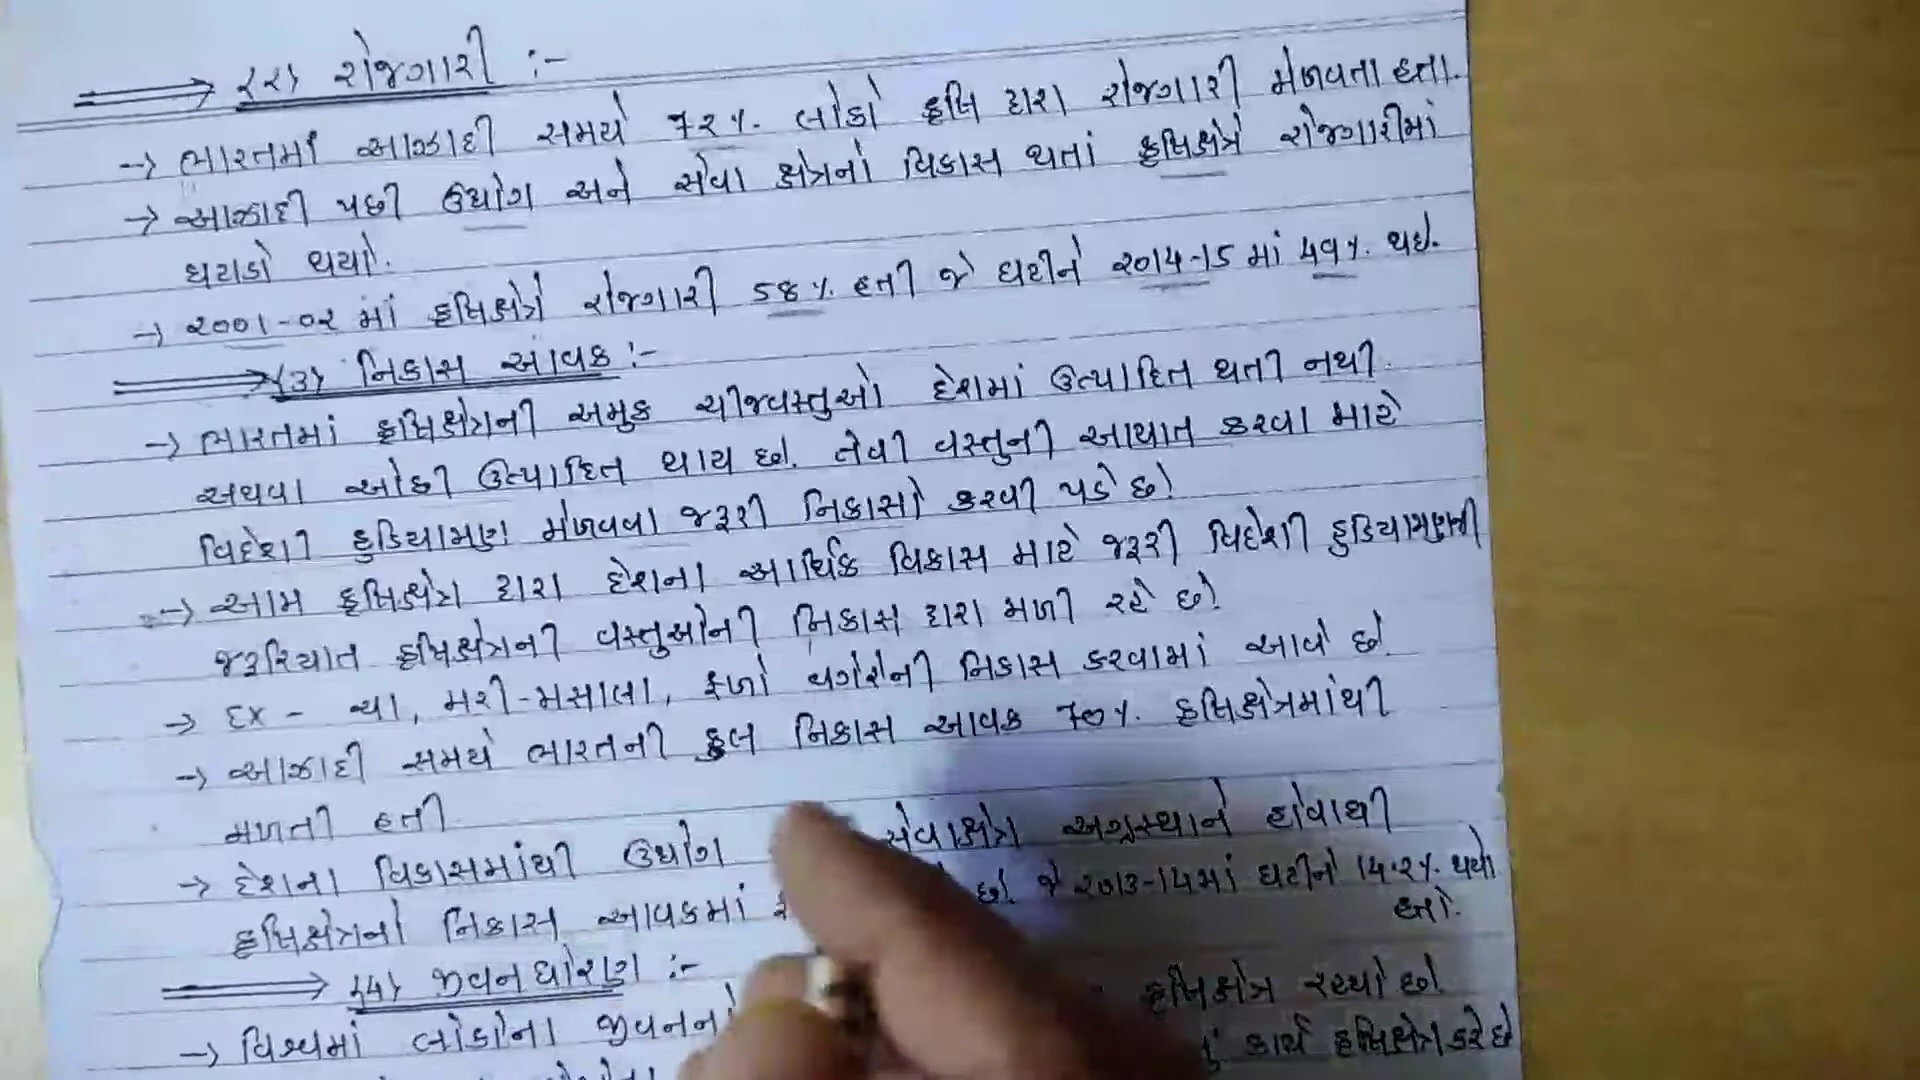 (૨) રોજગારી :-
→ ભારતમાં આઝાદી સમયે ૭૨%. લોકો કૃષિ દ્વારા રોજગારી મેળવતા હતા.
→ આઝાદી પછી ઉદ્યોગ અને સેવા ક્ષેત્રનો વિકાસ થતાં કૃષિક્ષેત્રે રોજગારીમાં
ઘટાડો થયો.
→ ૨૦૦૧-૦૨ માં કૃષિક્ષેત્રે રોજગારી ૫૮%. હતી જે ઘટીને ૨૦૧૪-૧૫ માં ૪૯%. થઇ.
(૩) નિકાસ આવક :-
→ ભારતમાં કૃષિક્ષેત્રની અમુક ચીજવસ્તુઓ દેશમાં ઉત્પાદિત થતી નથી.
અથવા ઓછી ઉત્પાદિત થાય છે. તેવી વસ્તુની આયાત કરવા માટે
વિદેશી હુંડિયામણ મેળવવા જરૂરી નિકાસો કરવી પડે છે.
→ આમ કૃષિક્ષેત્ર દ્વારા દેશના આર્થિક વિકાસ માટે જરૂરી વિદેશી હુંડિયામણની
જરૂરિયાત કૃષિક્ષેત્રની વસ્તુઓની નિકાસ દ્વારા મળી રહે છે.
→ EX - ચા, મરી-મસાલા, ફળો વગેરેની નિકાસ કરવામાં આવે છે.
→ આઝાદી સમયે ભારતની કુલ નિકાસ આવક ૭૦%. કૃષિક્ષેત્રમાંથી
મળતી હતી
→ દેશના વિકાસમાંથી ઉદ્યોગ સેવાક્ષેત્ર અગ્રસ્થાને હોવાથી
કૃષિક્ષેત્રનો નિકાસ આવકમાં છે. જે ૨૦૧૩-૧૪માં ઘટીને ૧૪.૨%. થયો
હતો.
(૪) જીવનધોરણ :-
→ વિશ્વમાં લોકોના કૃષિક્ષેત્ર રહ્યો છે.
કાર્ય કૃષિક્ષેત્ર કરે છે